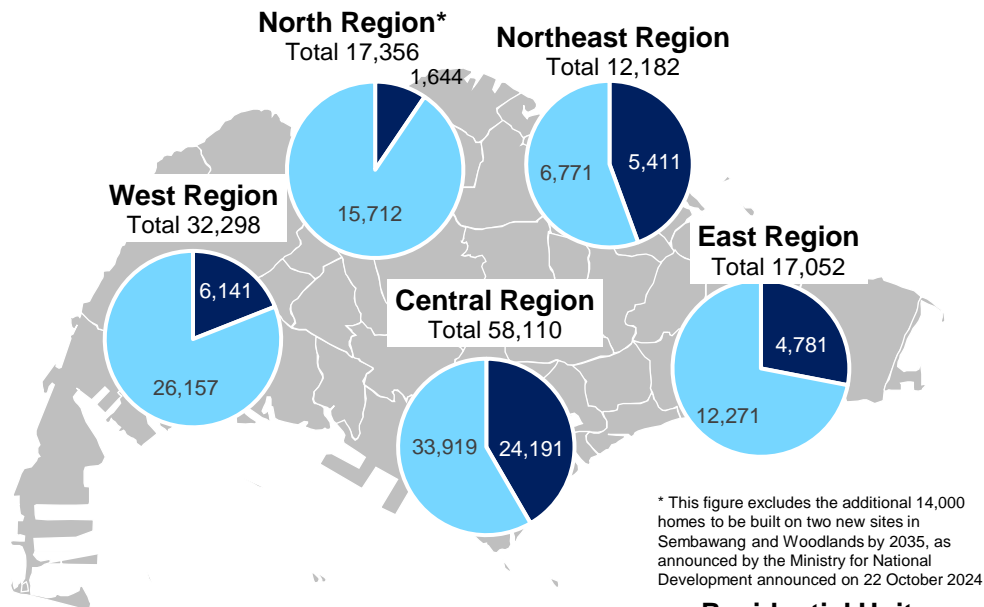 North Region*
Total 17,356
1,644
15,712
Northeast Region
Total 12,182
6,771
5,411
West Region
Total 32,298
6,141
26,157
East Region
Total 17,052
4,781
12,271
Central Region
Total 58,110
33,919
24,191
* This figure excludes the additional 14,000
homes to be built on two new sites in
Sembawang and Woodlands by 2035, as
announced by the Ministry for National
Development announced on 22 October 2024